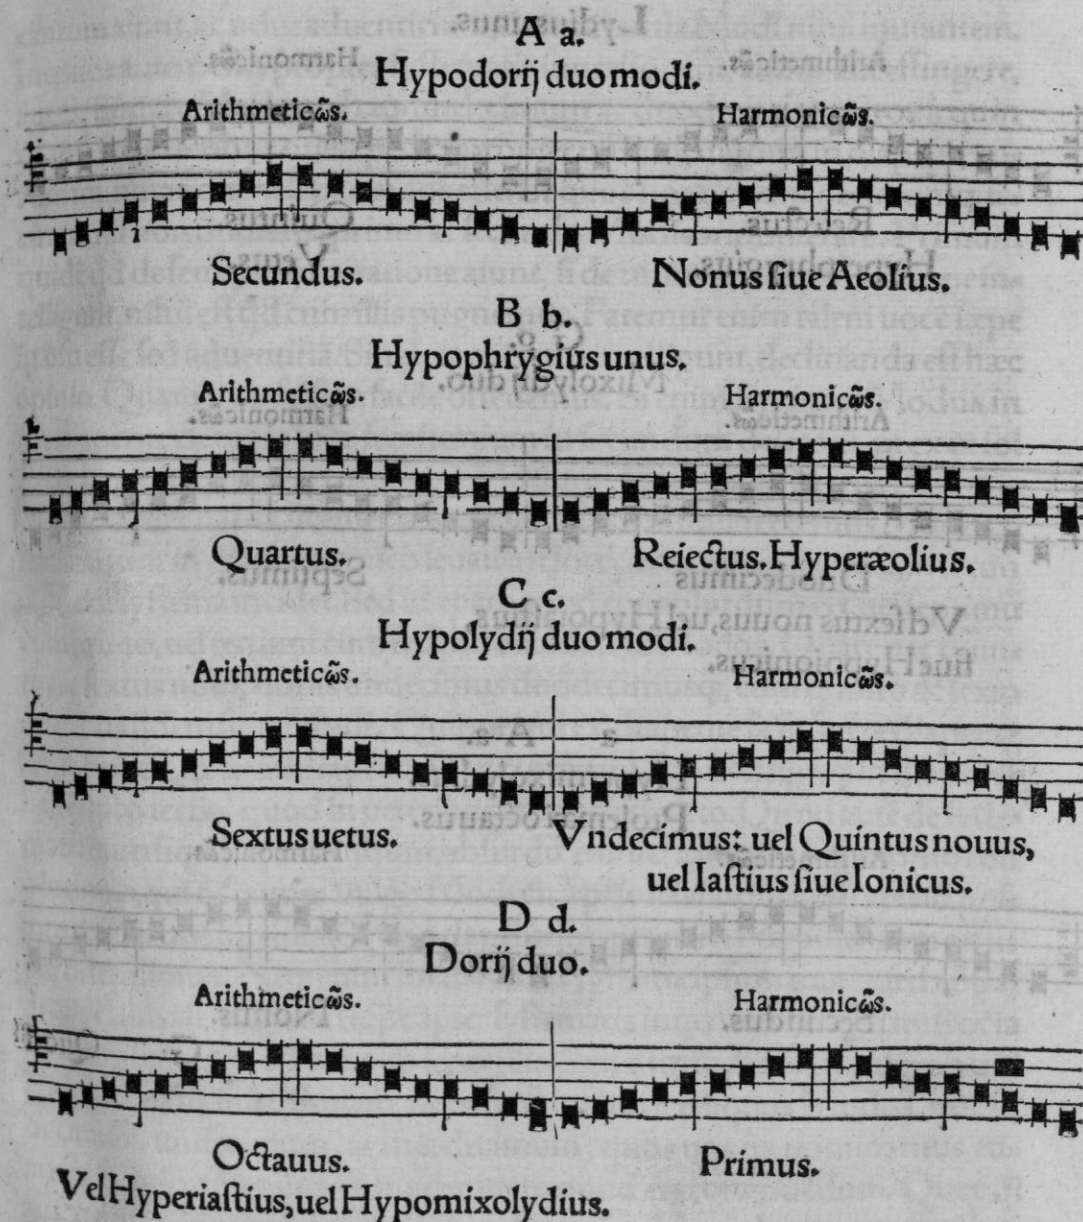 A a.
Hypodorĳ duo modi.
Arithmeticω̃s. Harmonicω̃s.
Secundus. Nonus ſiue Aeolius.
B b.
Hypophrygius unus.
Arithmeticω̃s. Harmonicω̃s.
Quartus. Reiectus. Hyperæolius.
C c.
Hypolydĳ duo modi.
Arithmeticω̃s. Harmonicω̃s.
Sextus uetus. Vndecimus: uel Quintus nouus,
uel Iaſtius ſiue Ionicus.
D d.
Dorĳ duo.
Arithmeticω̃s. Harmonicω̃s.
Octauus. Primus.
Vel Hyperiaſtius, uel Hypomixolydius.